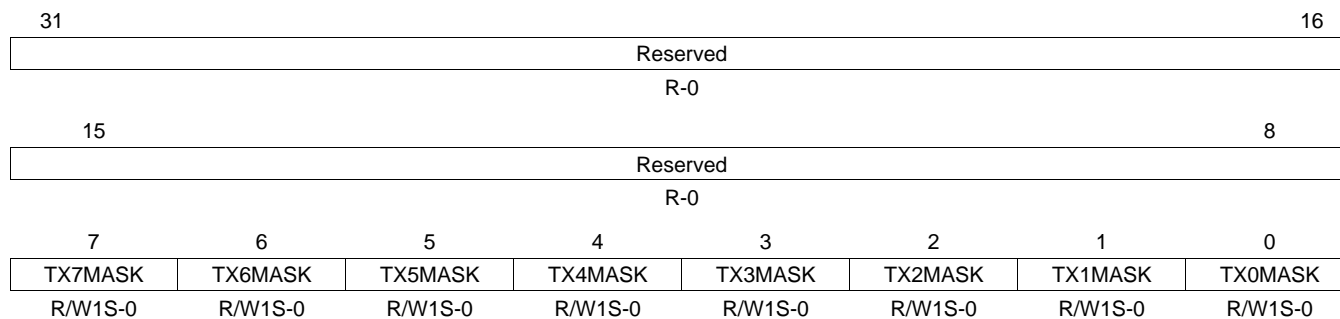 31 16
Reserved
R-0
15 8
Reserved
R-0
7 6 5 4 3 2 1 0
TX7MASK TX6MASK TX5MASK TX4MASK TX3MASK TX2MASK TX1MASK TX0MASK
R/W1S-0 R/W1S-0 R/W1S-0 R/W1S-0 R/W1S-0 R/W1S-0 R/W1S-0 R/W1S-0